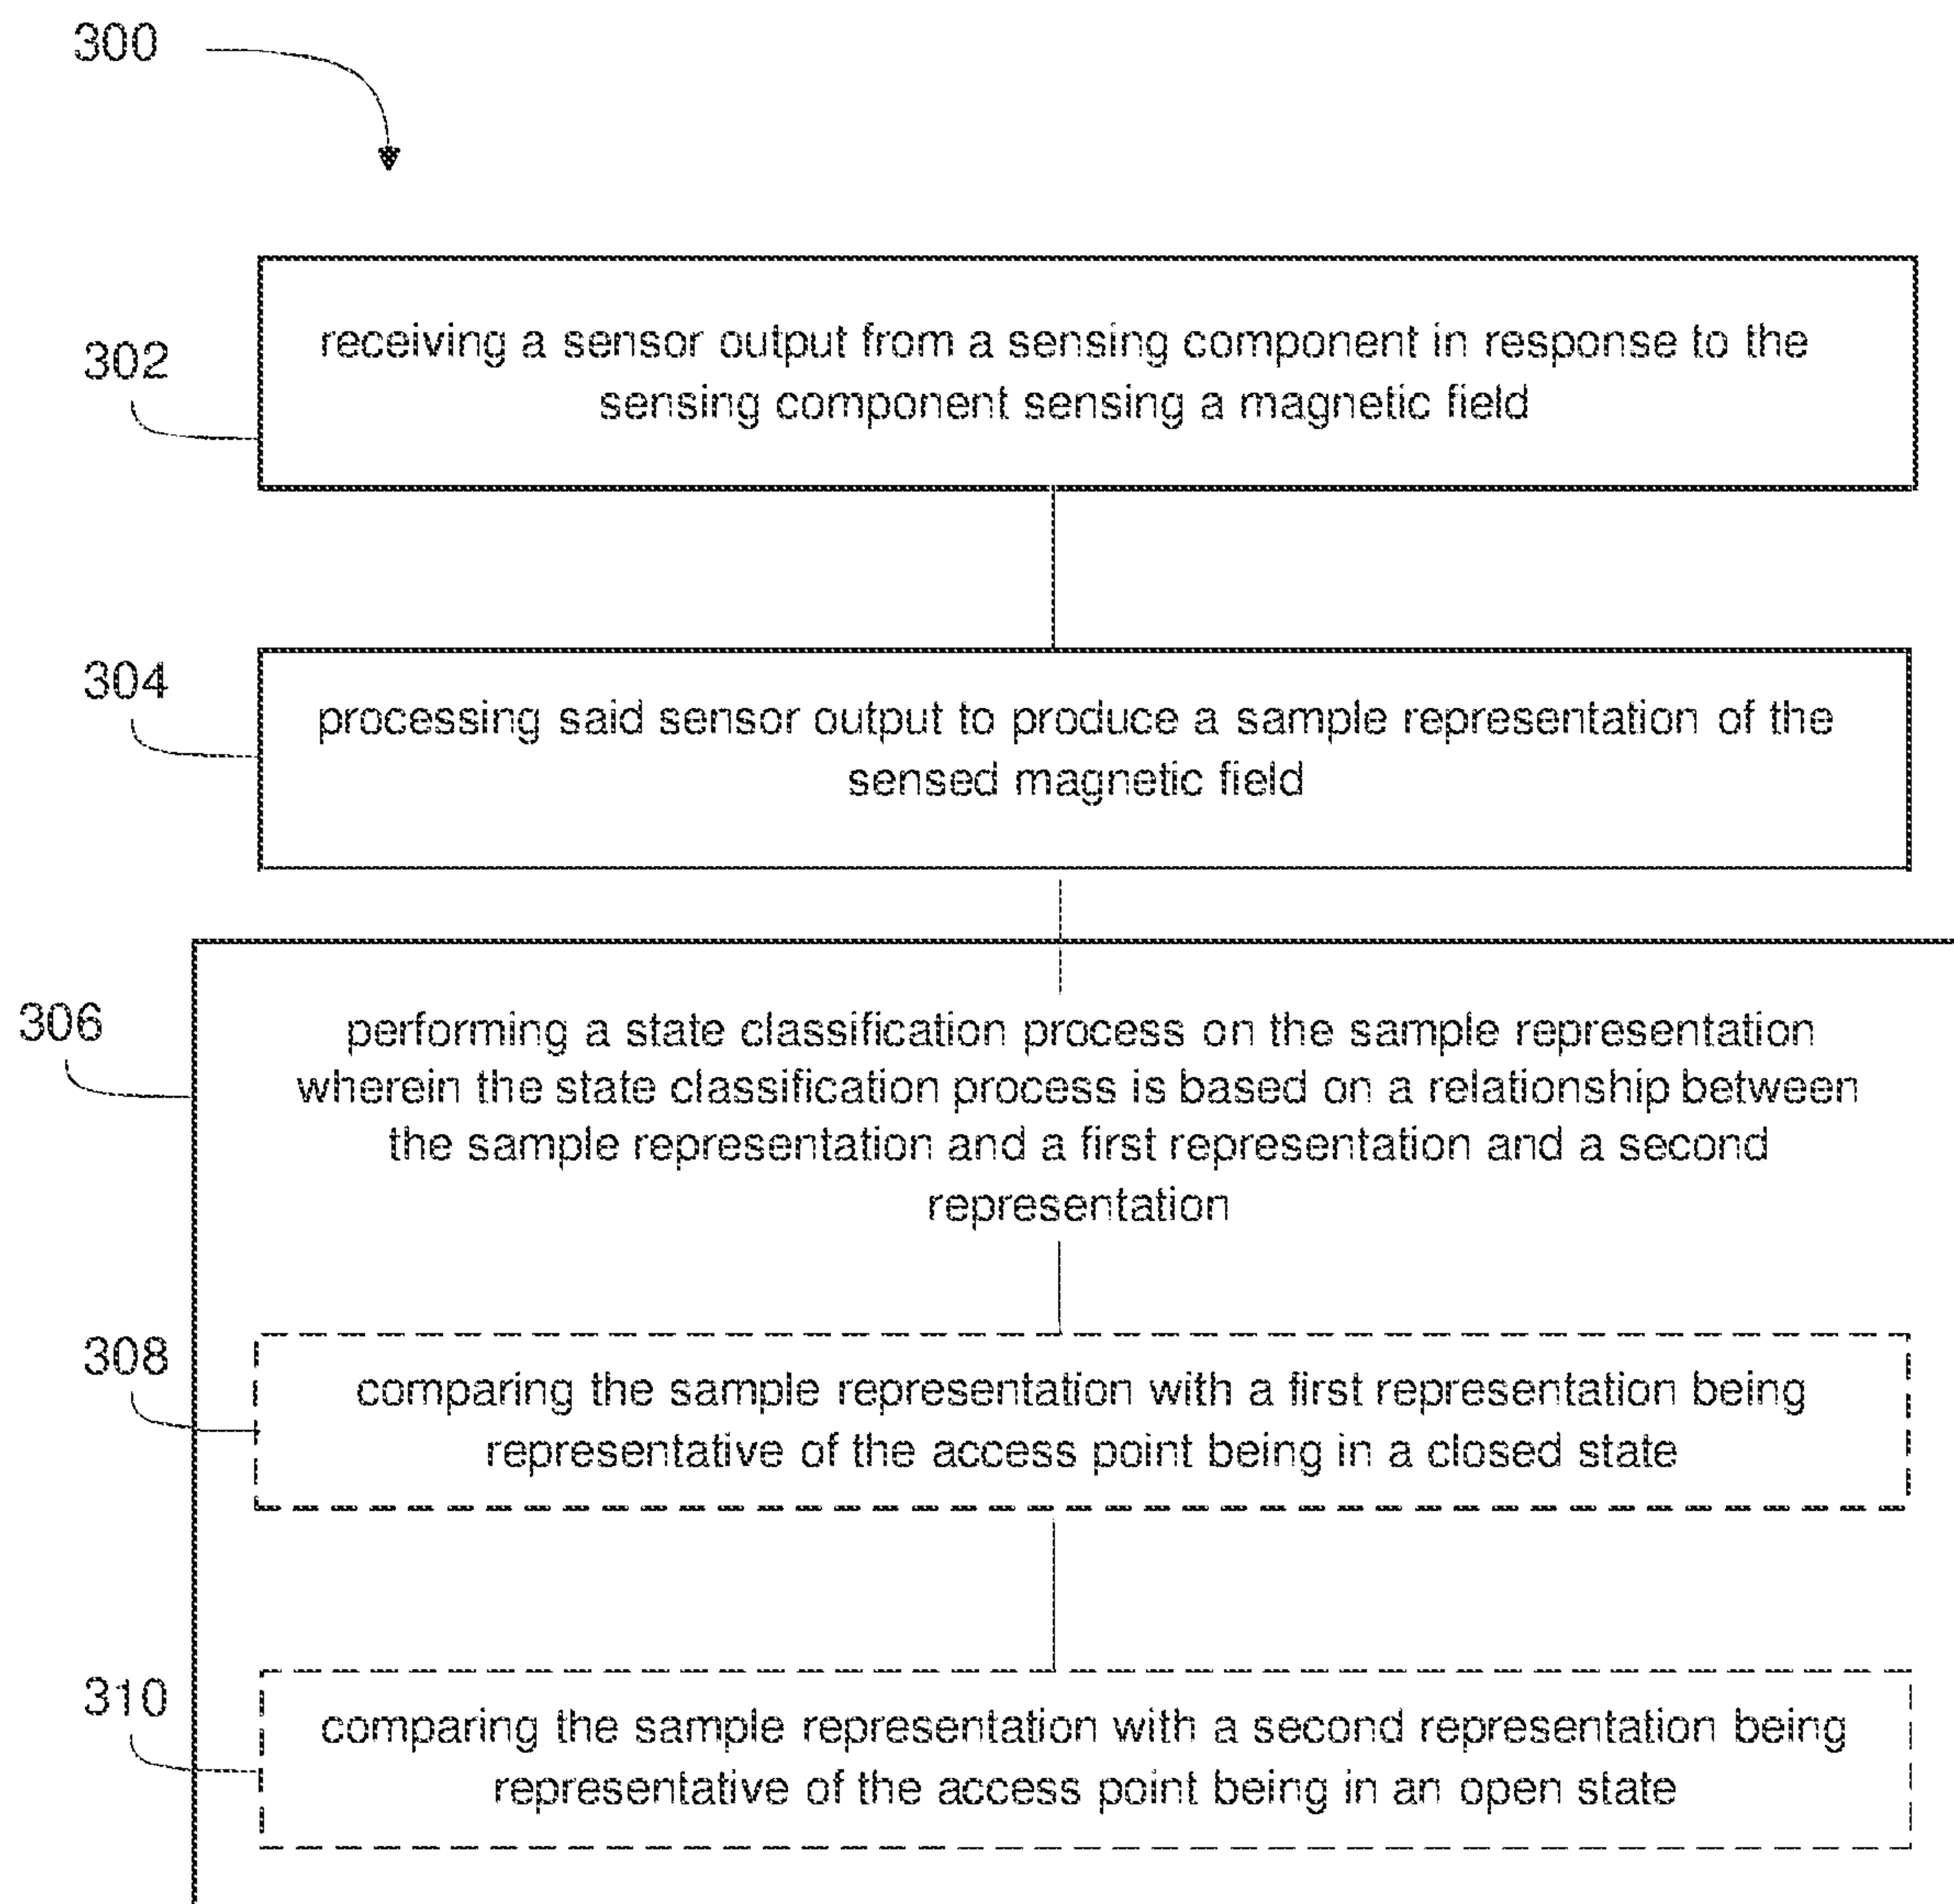 300
302
receiving a sensor output from a sensing component in response to the
sensing component sensing a magnetic field
304
processing said sensor output to produce a sample representation of the
sensed magnetic field
306
performing a state classification process on the sample representation
wherein the state classification process is based on a relationship between
the sample representation and a first representation and a second
representation
308
comparing the sample representation with a first representation being
representative of the access point being in a closed state
310
comparing the sample representation with a second representation being
representative of the access point being in an open state